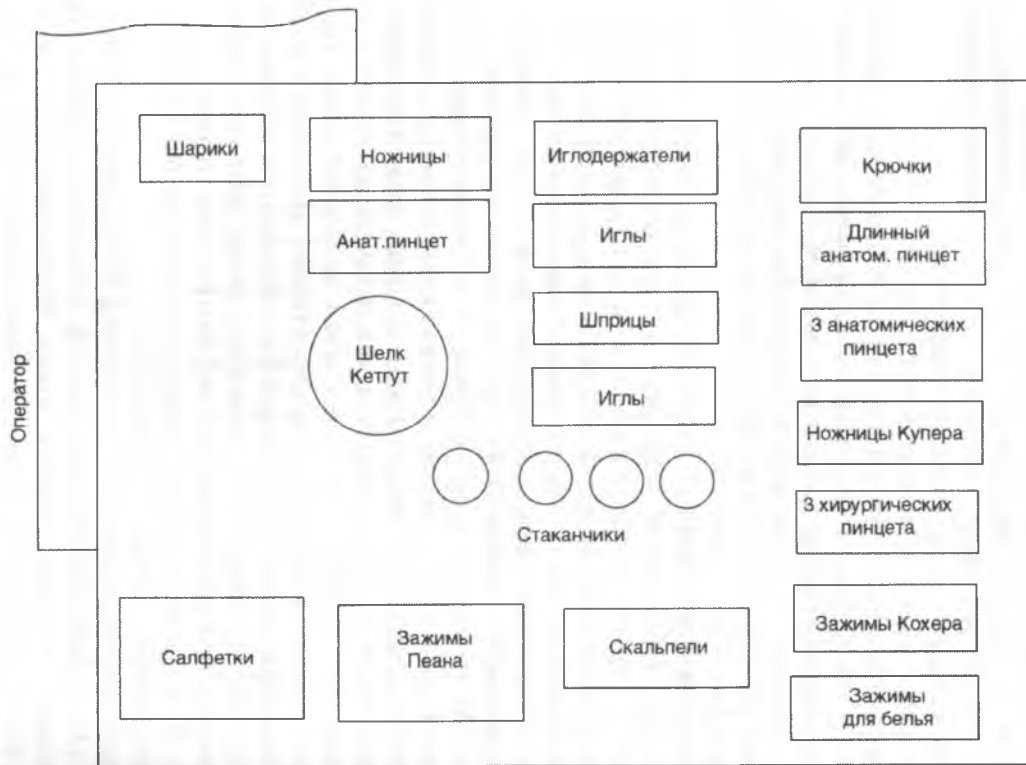 Оператор
Шарики
Ножницы
Анат.пинцет
Шелк
Кетгут
Иглодержатели
Иглы
Шприцы
Иглы
Стаканчики
Крючки
Длинный
анатом. пинцет
3 анатомических
пинцета
Ножницы Купера
3 хирургических
пинцета
Зажимы Кохера
Зажимы
для белья
Салфетки
Зажимы
Пеана
Скальпели